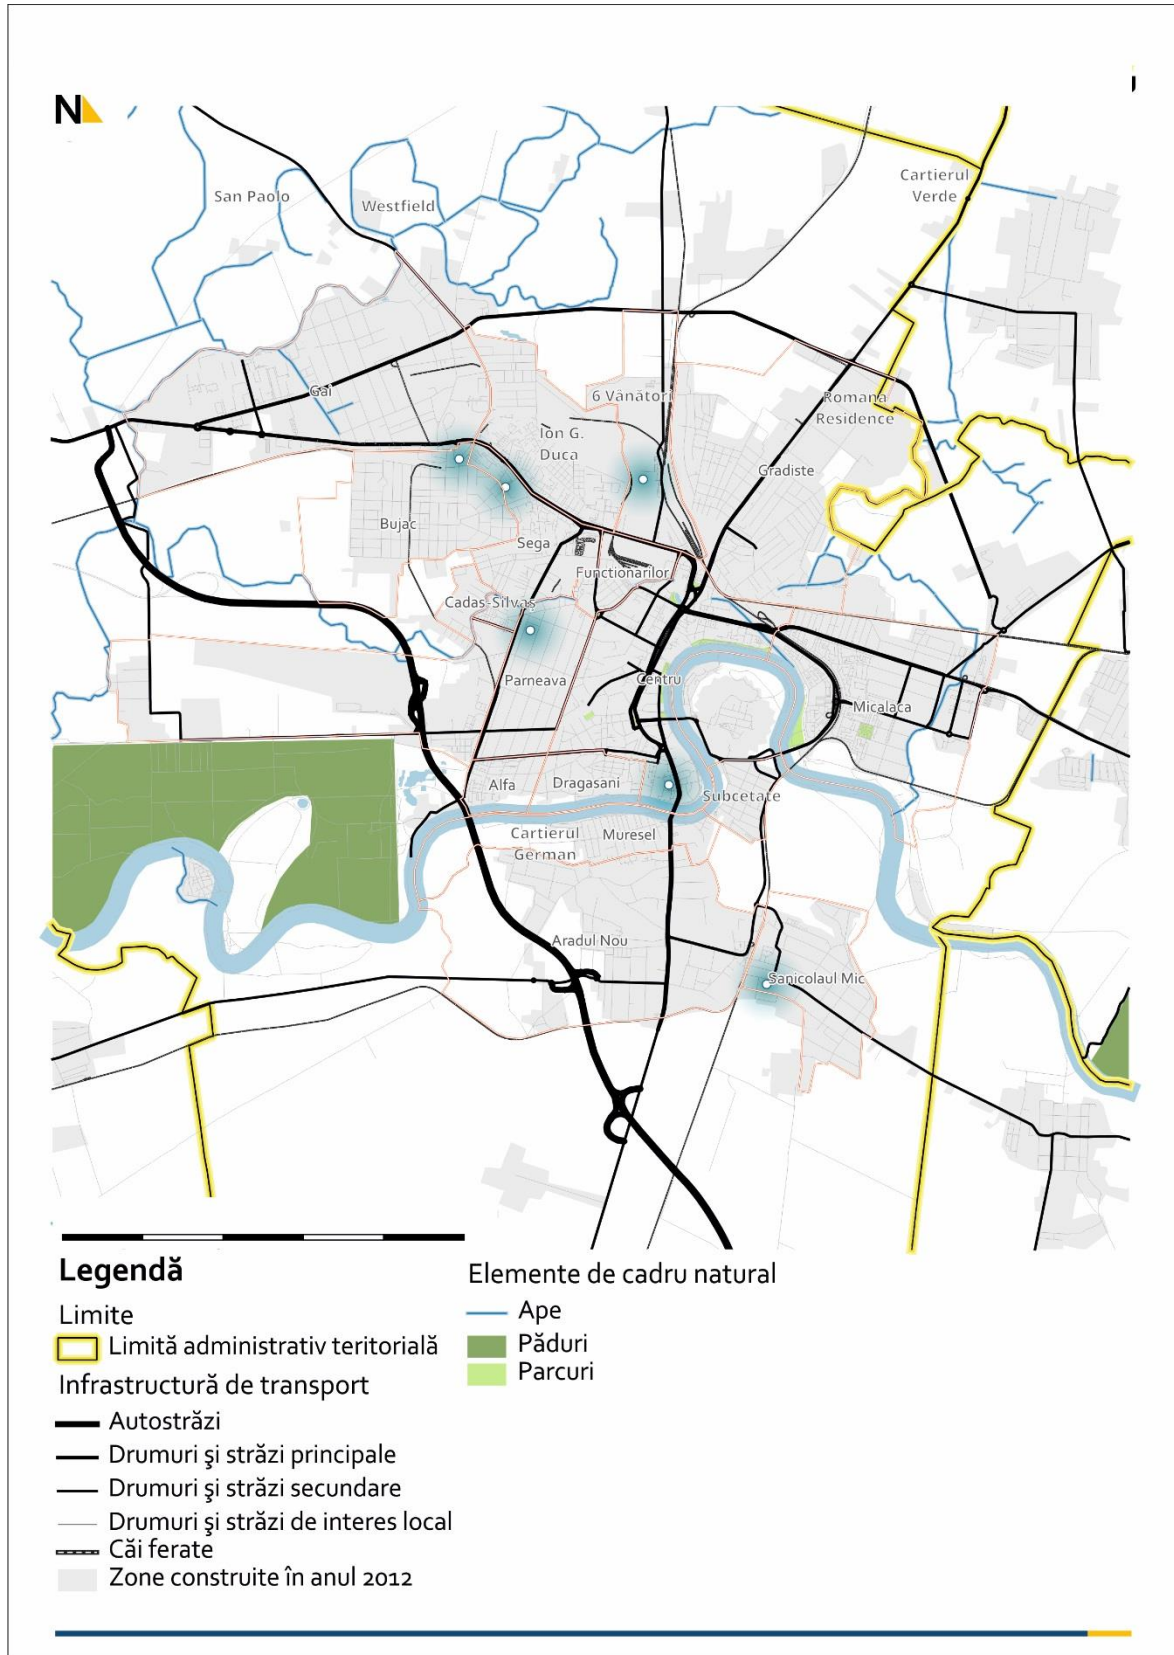 N
San Paolo
Westfield
Cartierul
Verde
Gai
6 Vânători
Romana
Residence
Ion G.
Duca
Gradiste
Bujac
Sega
Functionarilor
Cadas-Silvas
Parneava
Centru
Micalaca
Alfa
Dragasani
Subcetate
Cartierul
German
Muresel
Aradul Nou
Sanicolaul Mic
Legendă
Limite
Limită administrativ teritorială
Infrastructură de transport
Autostrăzi
Drumuri şi străzi principale
Drumuri şi străzi secundare
Drumuri şi străzi de interes local
Căi ferate
Zone construite în anul 2012
Elemente de cadru natural
Ape
Păduri
Parcuri